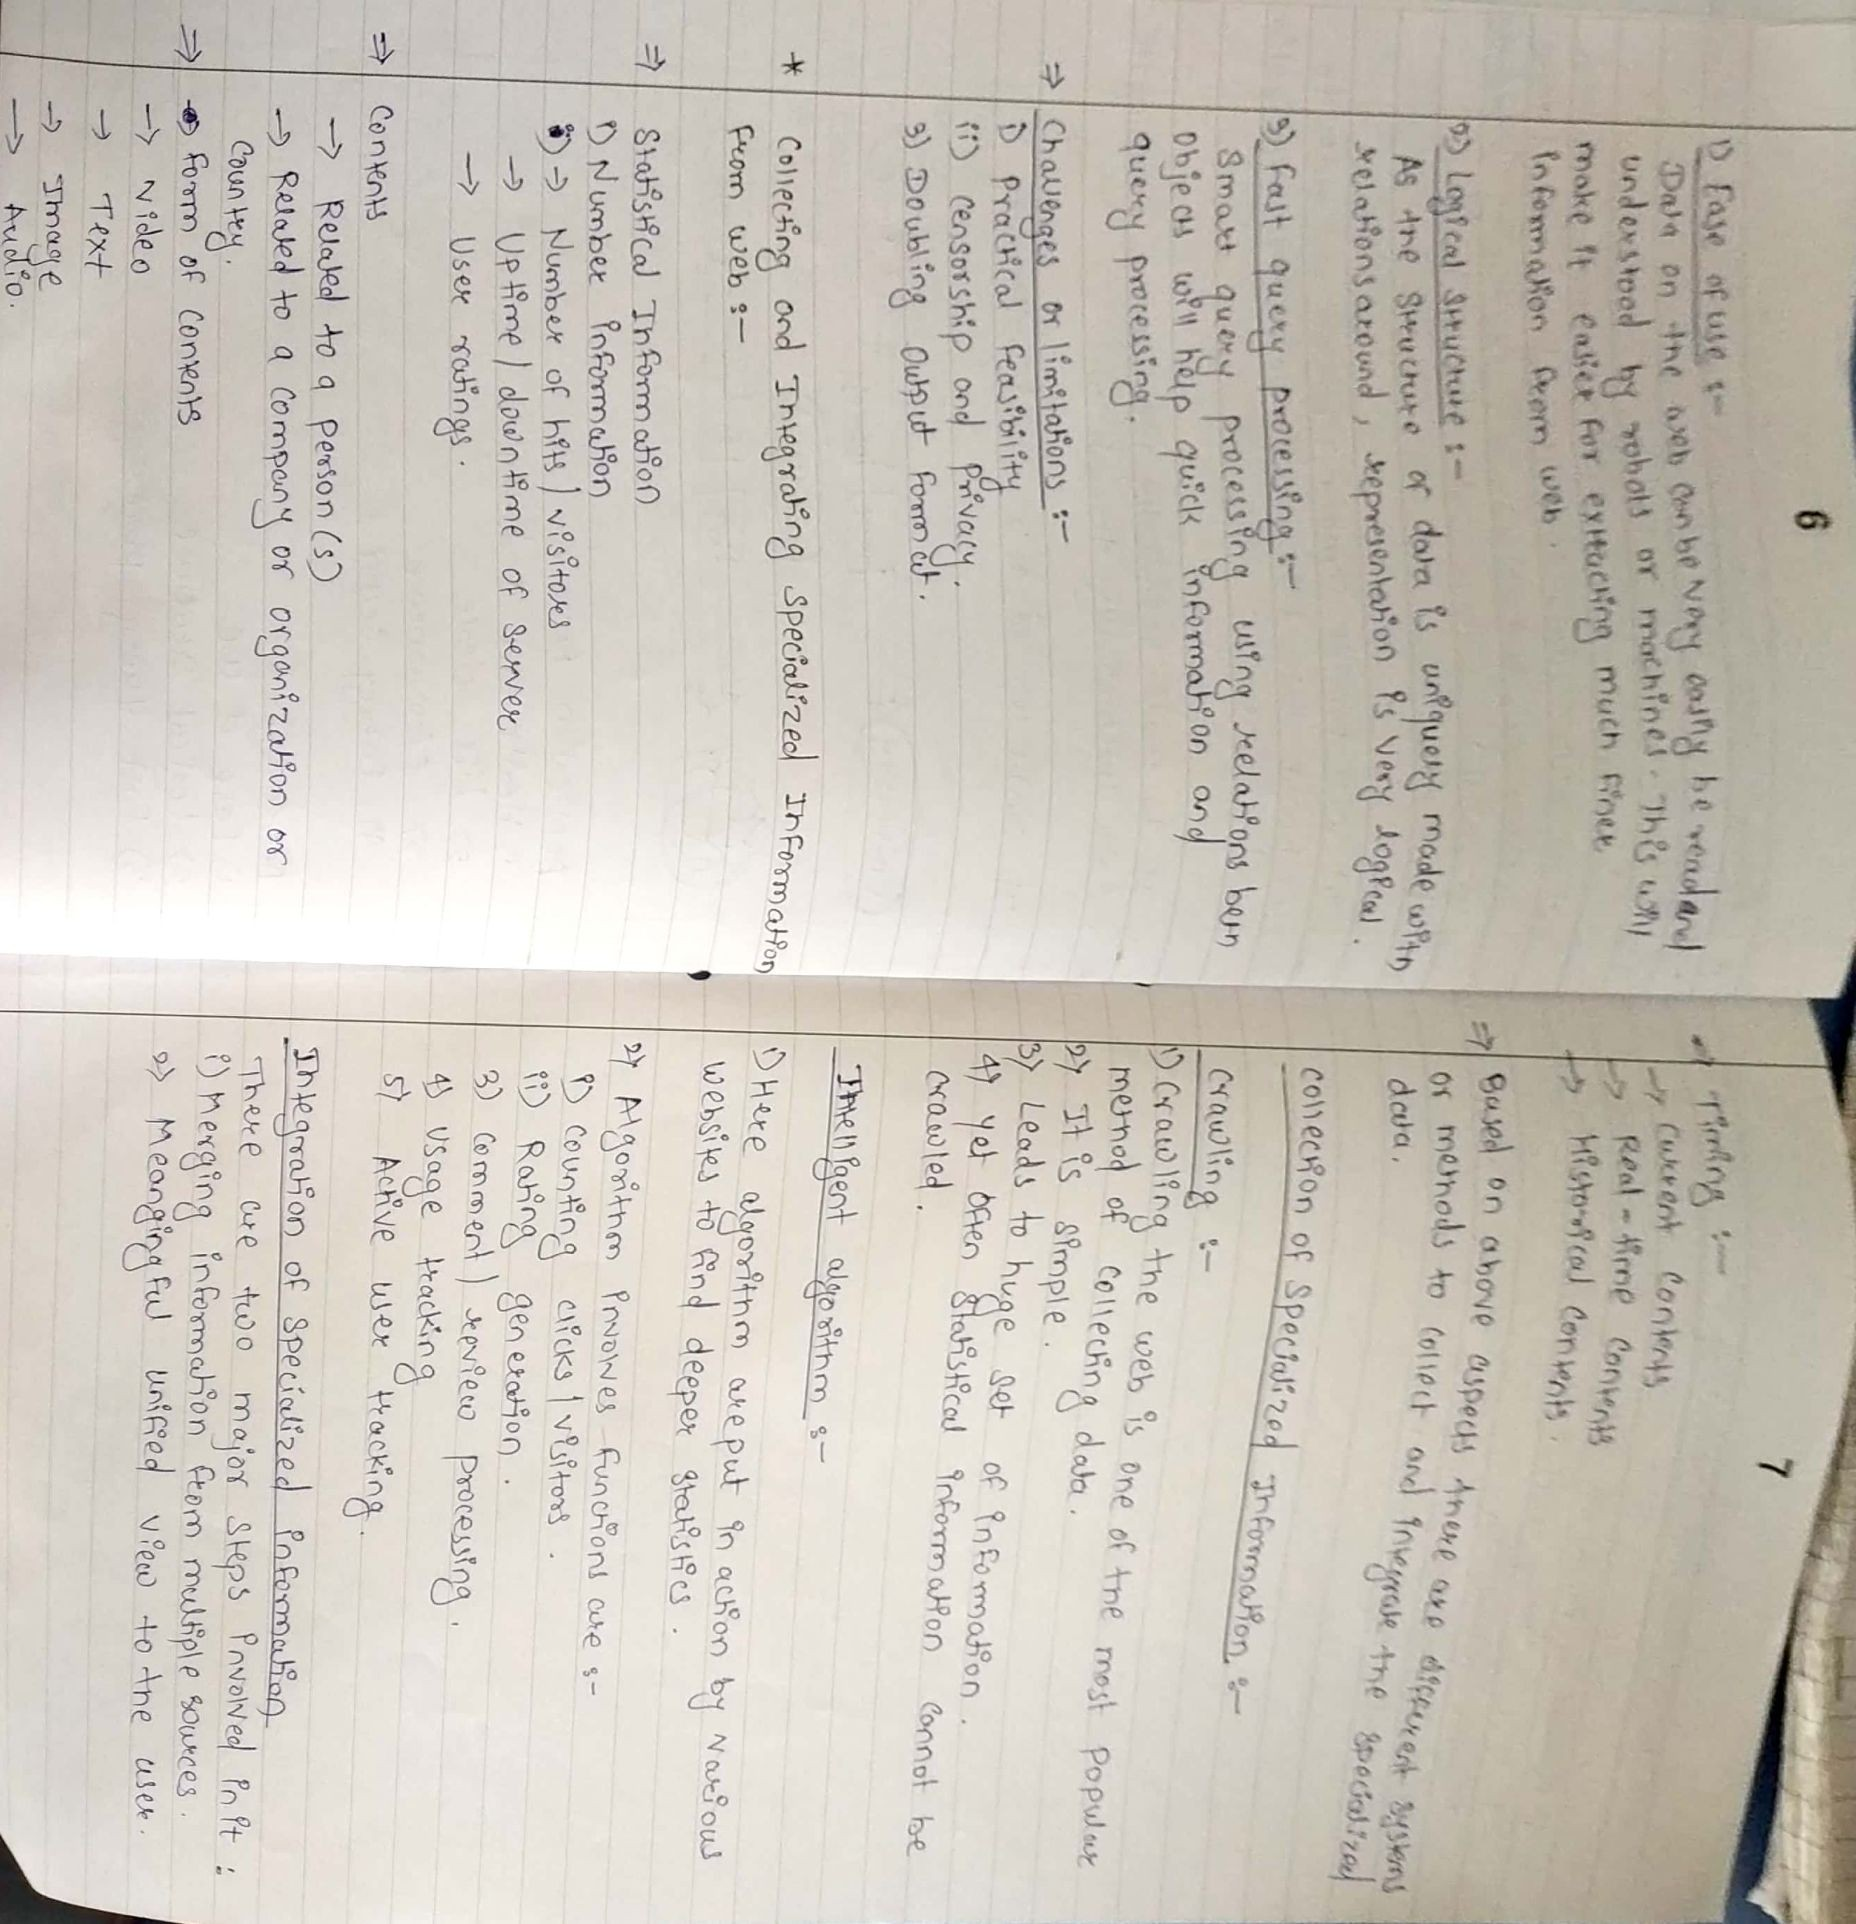 6
1) Ease of use :-
Data on the web can be very easily be read and
understood by robots or machines. This will
make it easier for extracting much finer
information from web.
2) Logical structure :-
As the structure or data is uniquely made with
relations around, representation is very logical.
3) Fast query processing :-
Smart query processing using relations been
objects will help quick information and
query processing.
⇒ Challenges or limitations :-
i) practical feasibility
ii) censorship and privacy.
3) Doubling output format.
* Collecting and Integrating specialized Information
from web :-
⇒ Statistical Information
1) Number information
→ Number of hits / visitors
→ Uptime / downtime of server
→ User ratings.
⇒ Contents
→ Related to a person(s)
→ Related to a company or organization or
country.
⇒ form of contents
→ video
→ Text
→ Image
→ Audio.
7
→ Timing :-
→ current contents
→ Real-time contents
→ Historical contents.
⇒ Based on above aspects there are different systems
or methods to collect and integrate the specialized
data.
collection of specialized Information :-
crawling :-
1) crawling the web is one of the most popular
method of collecting data.
2) It is simple.
3) Leads to huge set of information.
4) yet often statistical information cannot be
crawled.
Intelligent algorithm :-
1) Here algorithm are put in action by various
websites to find deeper statistics.
2) Algorithm involves functions are :-
i) counting clicks / visitors.
ii) Rating generation.
3) comment / review processing.
4) usage tracking
5) Active user tracking.
Integration of specialized information
There are two major steps involved in it :
i) Merging information from multiple sources.
2) Meangingful unified view to the user.